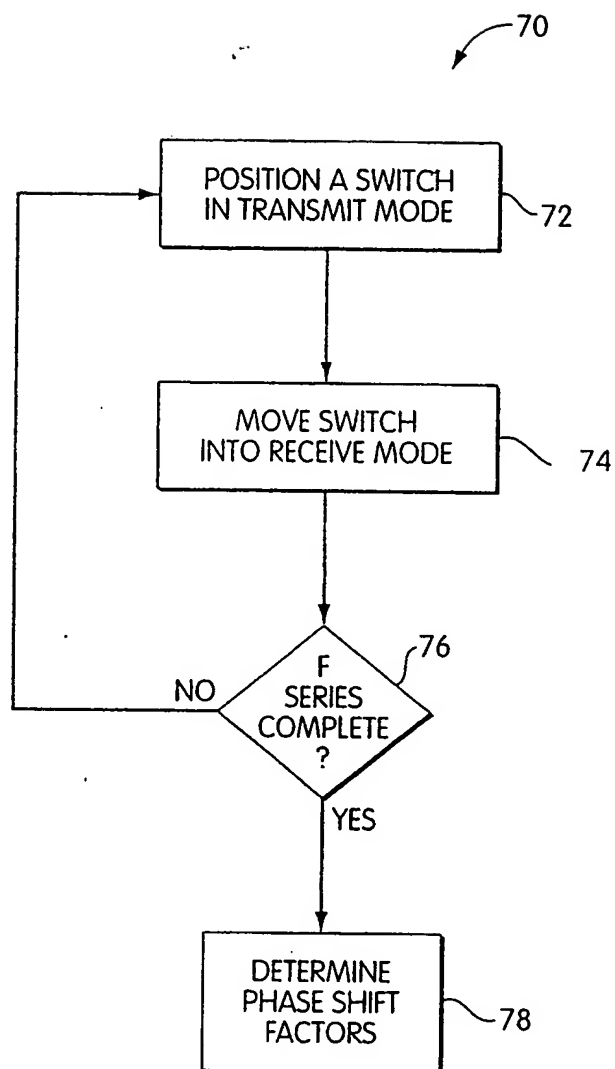 70
POSITION A SWITCH
IN TRANSMIT MODE
72
MOVE SWITCH
INTO RECEIVE MODE
74
76
F
SERIES
COMPLETE
?
NO
YES
DETERMINE
PHASE SHIFT
FACTORS
78